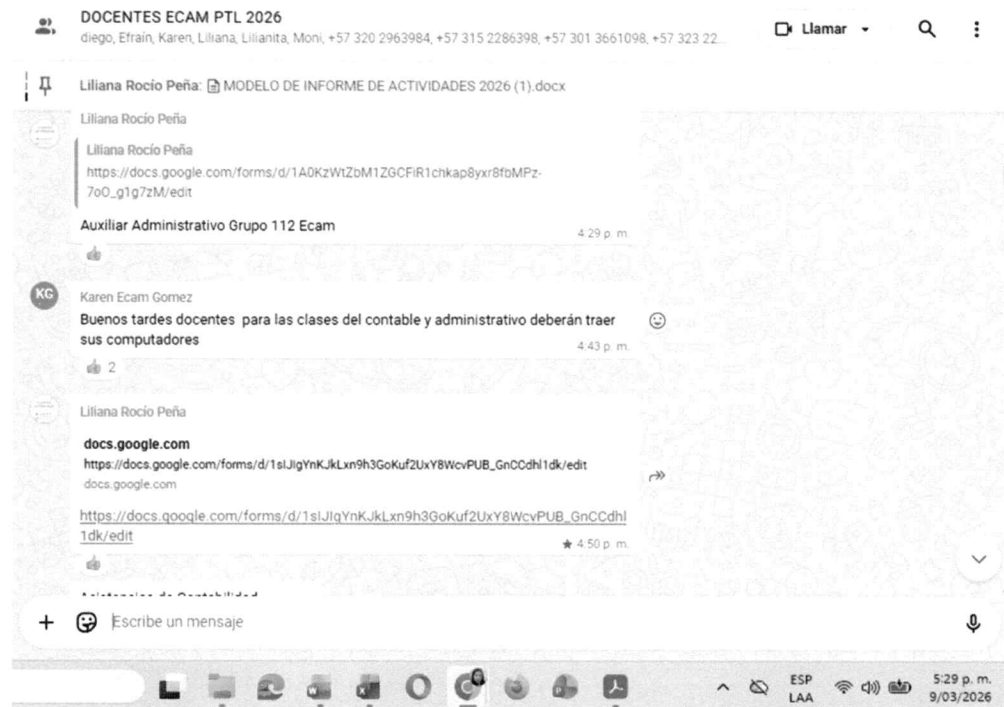 DOCENTES ECAM PTL 2026
diego, Efraín, Karen, Liliana, Lilianita, Moni, +57 320 2963984, +57 315 2286398, +57 301 3661098, +57 323 22...
Llamar
Liliana Rocío Peña: MODELO DE INFORME DE ACTIVIDADES 2026 (1).docx
Liliana Rocío Peña
Liliana Rocío Peña
https://docs.google.com/forms/d/1A0KzWtZbM1ZGCFiR1chkap8yxr8fbMPz-
7oO_g1g7zM/edit
Auxiliar Administrativo Grupo 112 Ecam
4:29 p. m.
KG
Karen Ecam Gomez
Buenos tardes docentes para las clases del contable y administrativo deberán traer
sus computadores
4:43 p. m.
2
Liliana Rocío Peña
docs.google.com
https://docs.google.com/forms/d/1sIJIgYnKJkLxn9h3GoKuf2UxY8WcvPUB_GnCCdhl1dk/edit
docs.google.com
https://docs.google.com/forms/d/1sIJIgYnKJkLxn9h3GoKuf2UxY8WcvPUB_GnCCdhl
1dk/edit
4:50 p. m.
Asistencias de Contabilidad
Escribe un mensaje
ESP
LAA
5:29 p. m.
9/03/2026